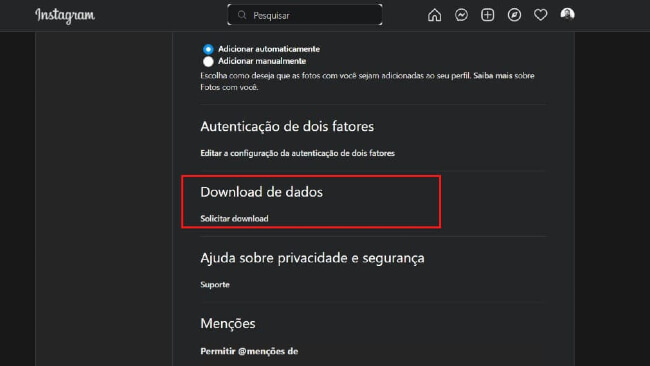 Instagram
Pesquisar
Adicionar automaticamente
Adicionar manualmente
Escolha como deseja que as fotos com você sejam adicionadas ao seu perfil. Saiba mais sobre
Fotos com você.
Autenticação de dois fatores
Editar a configuração da autenticação de dois fatores
Download de dados
Solicitar download
Ajuda sobre privacidade e segurança
Suporte
Menções
Permitir @menções de